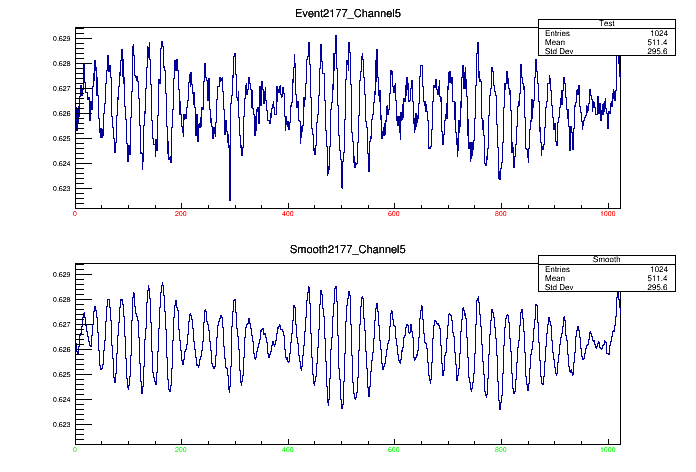 Event2177_Channel5
Test
Entries 1024
Mean 511.4
Std Dev 295.6
0.629
0.628
0.627
0.626
0.625
0.624
0.623
0 200 400 600 800 1000
Smooth2177_Channel5
Smooth
Entries 1024
Mean 511.4
Std Dev 295.6
0.629
0.628
0.627
0.626
0.625
0.624
0.623
0 200 400 600 800 1000